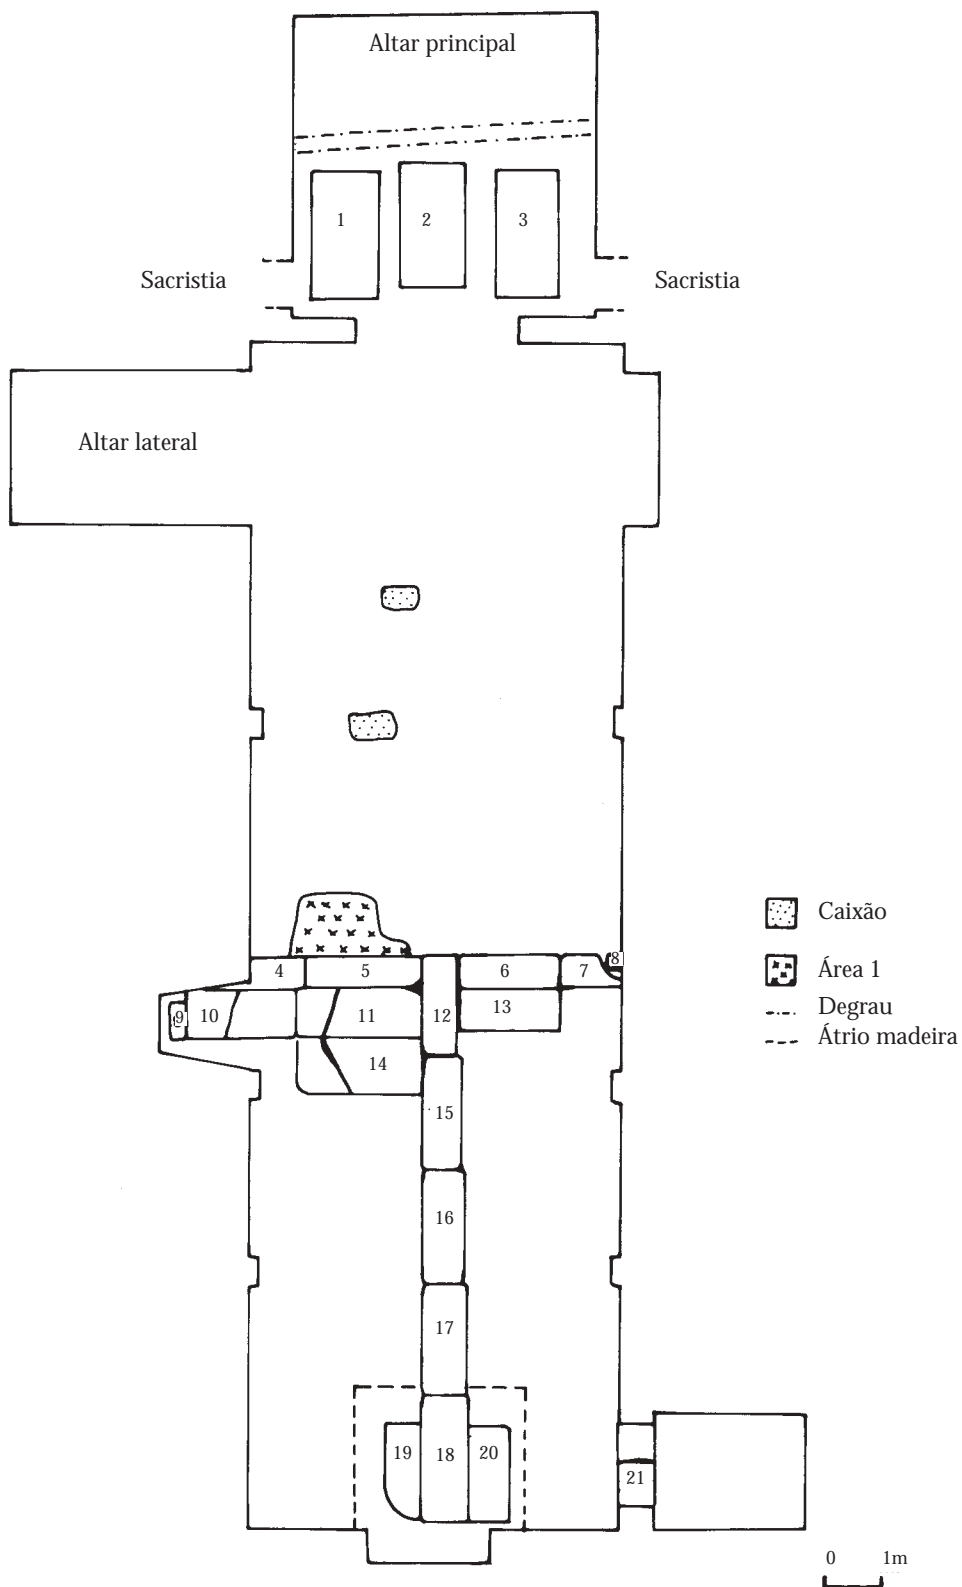 Altar principal
1 2 3
Sacristia Sacristia
Altar lateral
Caixão
Área 1
Degrau
Átrio madeira
8
4 5 6 7
9 10 11 12 13
14
15
16
17
19 18 20
21
0 1m